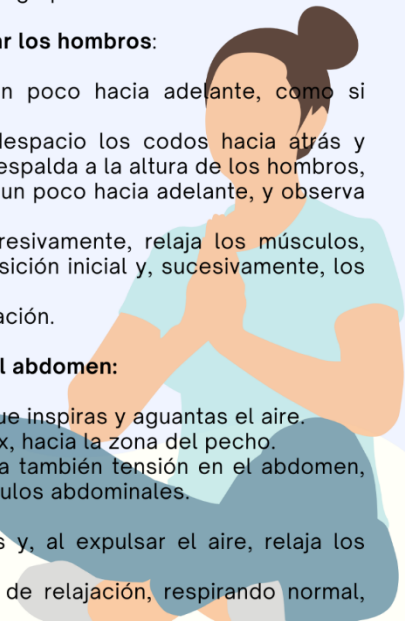 ar los hombros:
n poco hacia adelante, como si
despacio los codos hacia atrás y
espalda a la altura de los hombros,
un poco hacia adelante, y observa
resivamente, relaja los músculos,
sición inicial y, sucesivamente, los
ación.
l abdomen:
ue inspiras y aguantas el aire.
x, hacia la zona del pecho.
a también tensión en el abdomen,
ulos abdominales.
s y, al expulsar el aire, relaja los
de relajación, respirando normal,